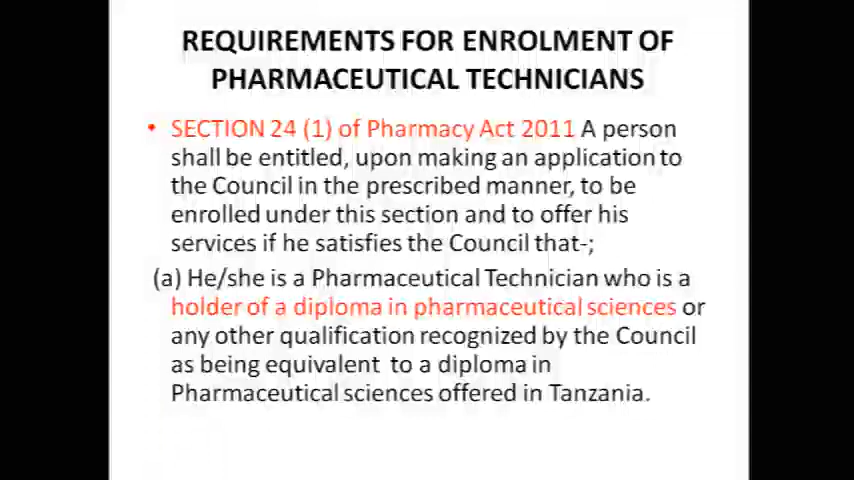 REQUIREMENTS FOR ENROLMENT OF
PHARMACEUTICAL TECHNICIANS
• SECTION 24 (1) of Pharmacy Act 2011 A person
shall be entitled, upon making an application to
the Council in the prescribed manner, to be
enrolled under this section and to offer his
services if he satisfies the Council that-;
(a) He/she is a Pharmaceutical Technician who is a
holder of a diploma in pharmaceutical sciences or
any other qualification recognized by the Council
as being equivalent to a diploma in
Pharmaceutical sciences offered in Tanzania.